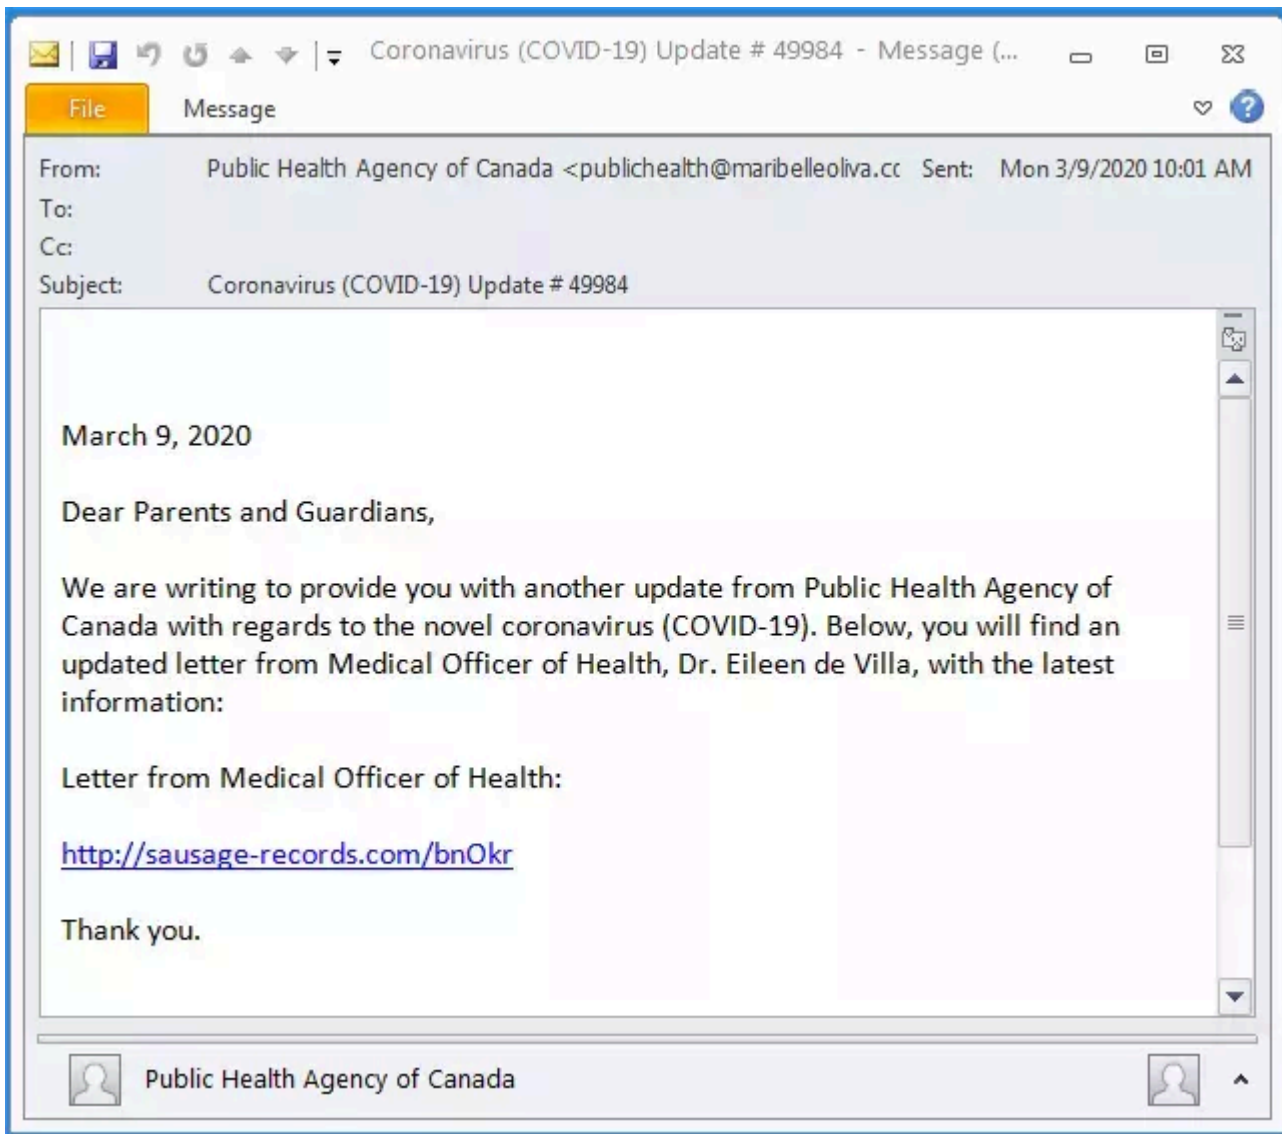 Coronavirus (COVID-19) Update # 49984 - Message (...
File Message
From: Public Health Agency of Canada <publichealth@maribelleoliva.cc Sent: Mon 3/9/2020 10:01 AM
To:
Cc:
Subject: Coronavirus (COVID-19) Update # 49984
March 9, 2020
Dear Parents and Guardians,
We are writing to provide you with another update from Public Health Agency of
Canada with regards to the novel coronavirus (COVID-19). Below, you will find an
updated letter from Medical Officer of Health, Dr. Eileen de Villa, with the latest
information:
Letter from Medical Officer of Health:
http://sausage-records.com/bnOkr
Thank you.
Public Health Agency of Canada